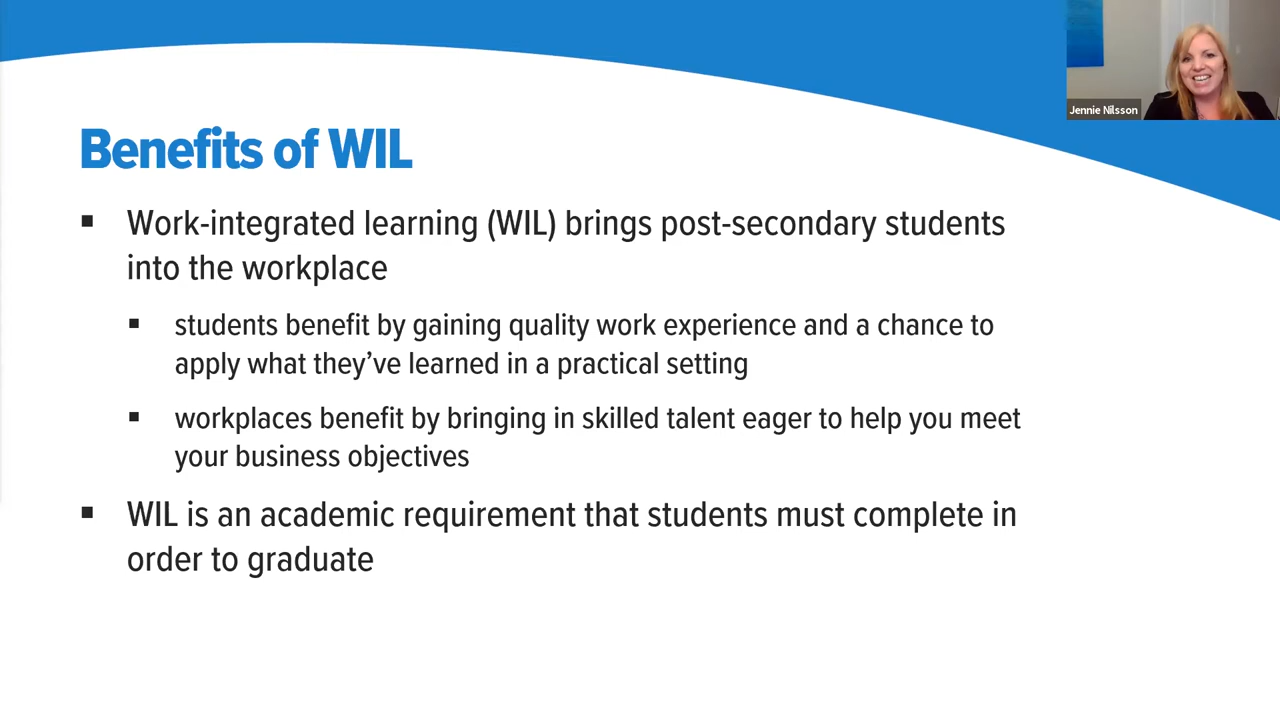 Jennie Nilsson
Benefits of WIL
▪ Work-integrated learning (WIL) brings post-secondary students
into the workplace
▪ students benefit by gaining quality work experience and a chance to
apply what they’ve learned in a practical setting
▪ workplaces benefit by bringing in skilled talent eager to help you meet
your business objectives
▪ WIL is an academic requirement that students must complete in
order to graduate